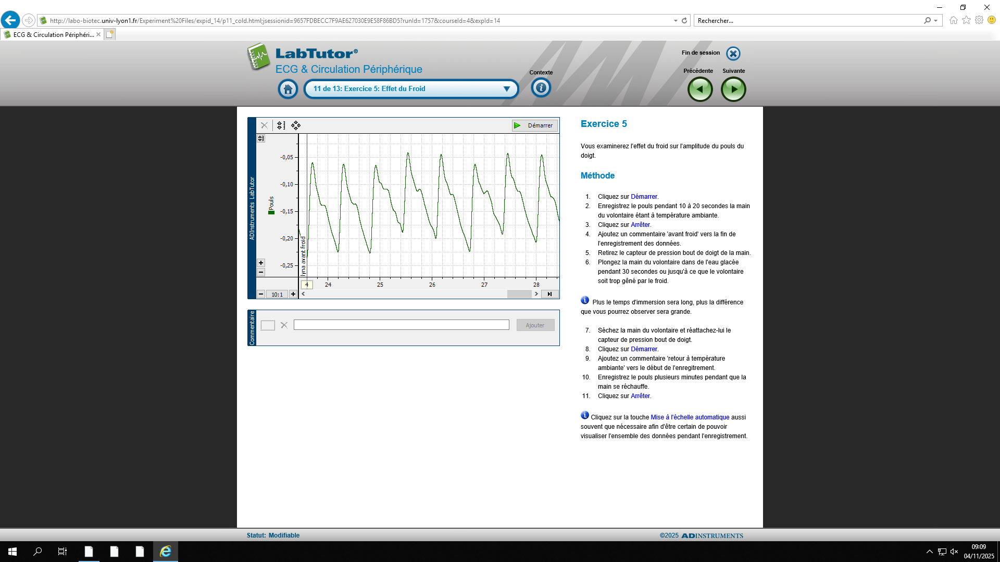 http://labo-biotec.univ-lyon1.fr/Experiment%20Files/expid_14/p11_cold.html;jsessionid=9657FDBECC7F9AE627030E9E58F86BD5?runId=1757&courseId=4&expId=14
Rechercher...
ECG & Circulation Périphéri...
LabTutor®
ECG & Circulation Périphérique
11 de 13: Exercice 5: Effet du Froid
Contexte
Fin de session
Précédente
Suivante
ADInstruments LabTutor
Démarrer
Pouls
-0,05
-0,10
-0,15
-0,20
-0,25
lyna avant froid
4
24
25
26
27
28
10:1
Commentaire
Ajouter
Exercice 5
Vous examinerez l'effet du froid sur l'amplitude du pouls du
doigt.
Méthode
1. Cliquez sur Démarrer.
2. Enregistrez le pouls pendant 10 à 20 secondes la main
du volontaire étant à température ambiante.
3. Cliquez sur Arrêter.
4. Ajoutez un commentaire 'avant froid' vers la fin de
l'enregistrement des données.
5. Retirez le capteur de pression bout de doigt de la main.
6. Plongez la main du volontaire dans de l'eau glacée
pendant 30 secondes ou jusqu'à ce que le volontaire
soit trop gêné par le froid.
Plus le temps d'immersion sera long, plus la différence
que vous pourrez observer sera grande.
7. Séchez la main du volontaire et réattachez-lui le
capteur de pression bout de doigt.
8. Cliquez sur Démarrer.
9. Ajoutez un commentaire 'retour à température
ambiante' vers le début de l'enregitrement.
10. Enregistrez le pouls plusieurs minutes pendant que la
main se réchauffe.
11. Cliquez sur Arrêter.
Cliquez sur la touche Mise à l'échelle automatique aussi
souvent que nécessaire afin d'être certain de pouvoir
visualiser l'ensemble des données pendant l'enregistrement.
Statut: Modifiable
©2025 ADINSTRUMENTS
09:09
04/11/2025